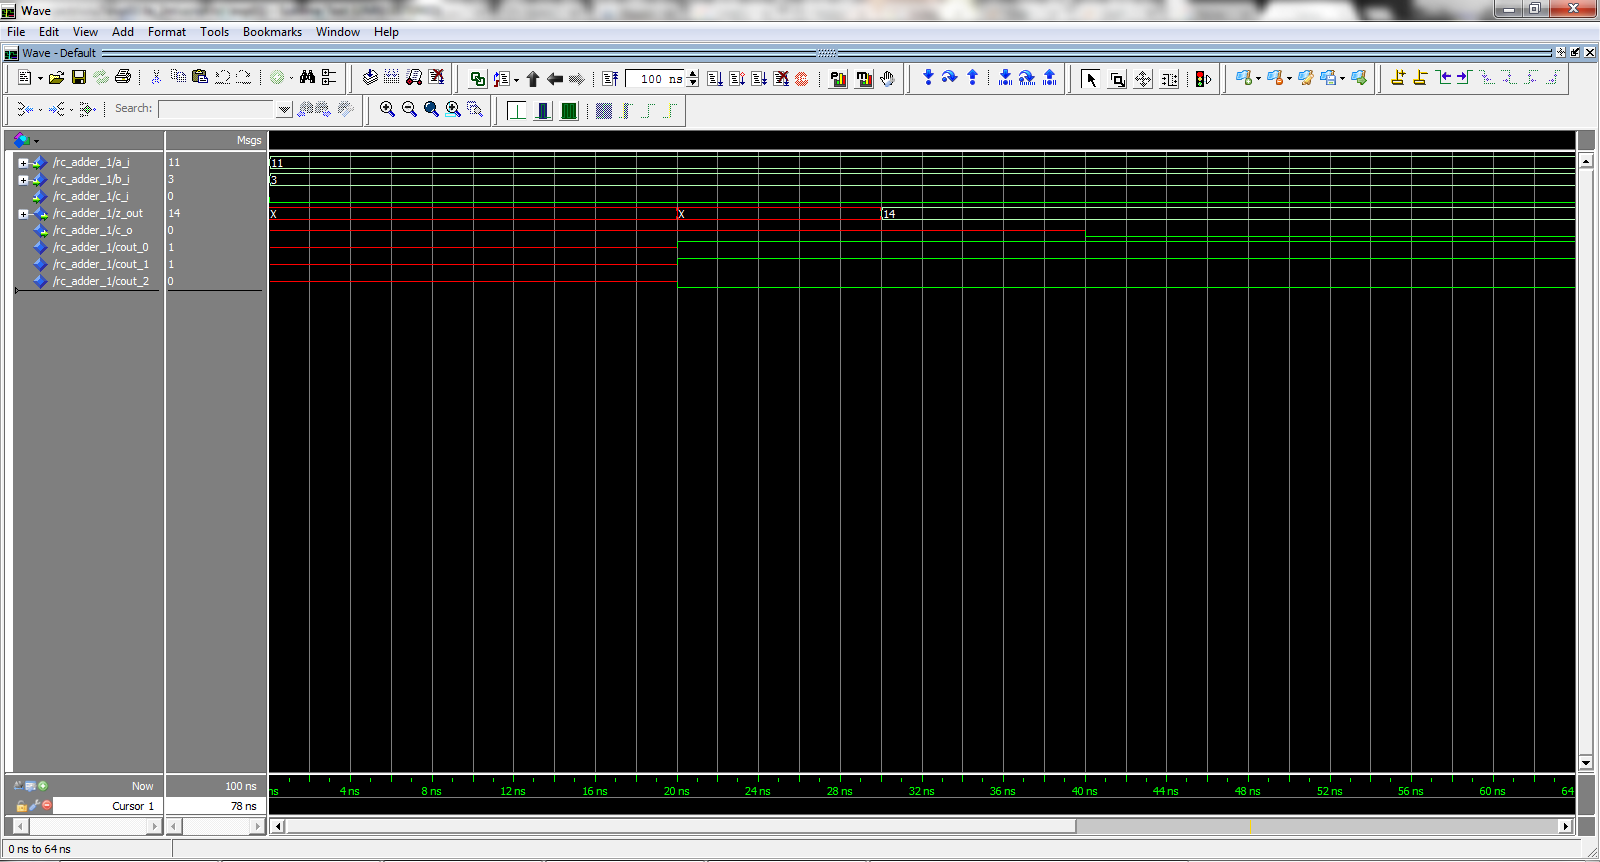 Wave
File Edit View Add Format Tools Bookmarks Window Help
Wave - Default
100 ns
Search:
Msgs
/rc_adder_1/a_i 11 11
/rc_adder_1/b_i 3 3
/rc_adder_1/c_i 0
/rc_adder_1/z_out 14 X X 14
/rc_adder_1/c_o 0
/rc_adder_1/cout_0 1
/rc_adder_1/cout_1 1
/rc_adder_1/cout_2 0
Now 100 ns ns 4 ns 8 ns 12 ns 16 ns 20 ns 24 ns 28 ns 32 ns 36 ns 40 ns 44 ns 48 ns 52 ns 56 ns 60 ns 64
Cursor 1 78 ns
0 ns to 64 ns